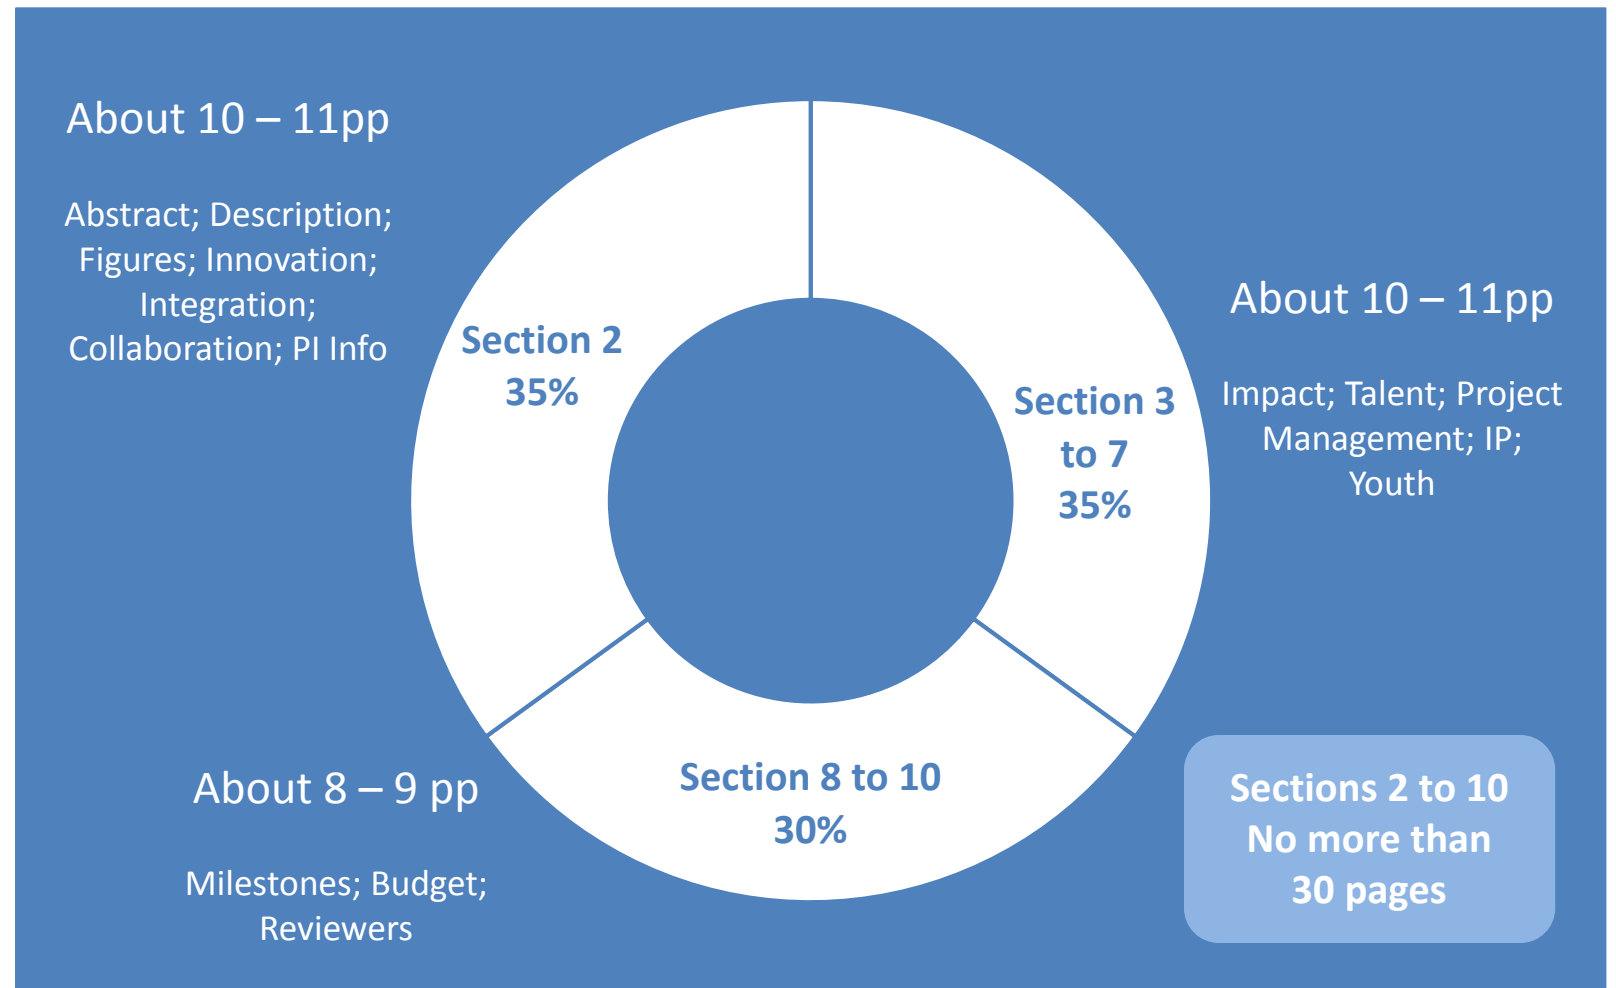 About 10 – 11pp
Abstract; Description;
Figures; Innovation;
Integration;
Collaboration; PI Info
Section 2
35%
About 10 – 11pp
Impact; Talent; Project
Management; IP;
Youth
Section 3
to 7
35%
About 8 – 9 pp
Milestones; Budget;
Reviewers
Section 8 to 10
30%
Sections 2 to 10
No more than
30 pages